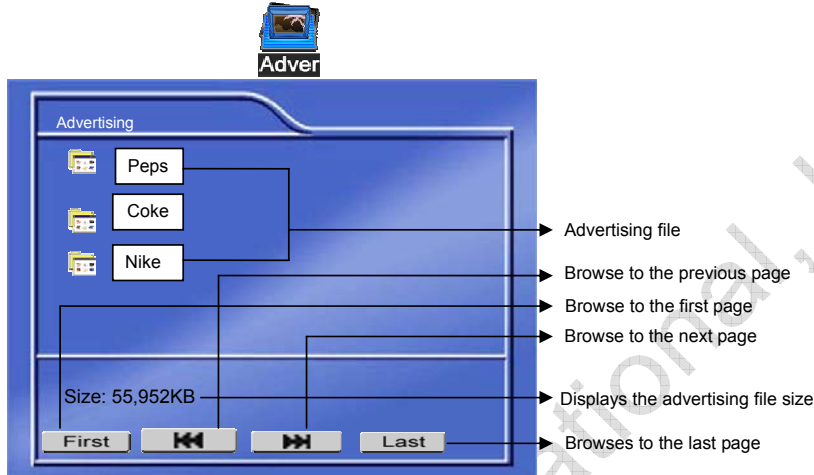 Adver
Advertising
Peps
Coke
Nike
Advertising file
Browse to the previous page
Browse to the first page
Browse to the next page
Size: 55,952KB
Displays the advertising file size
First
Last
Browses to the last page